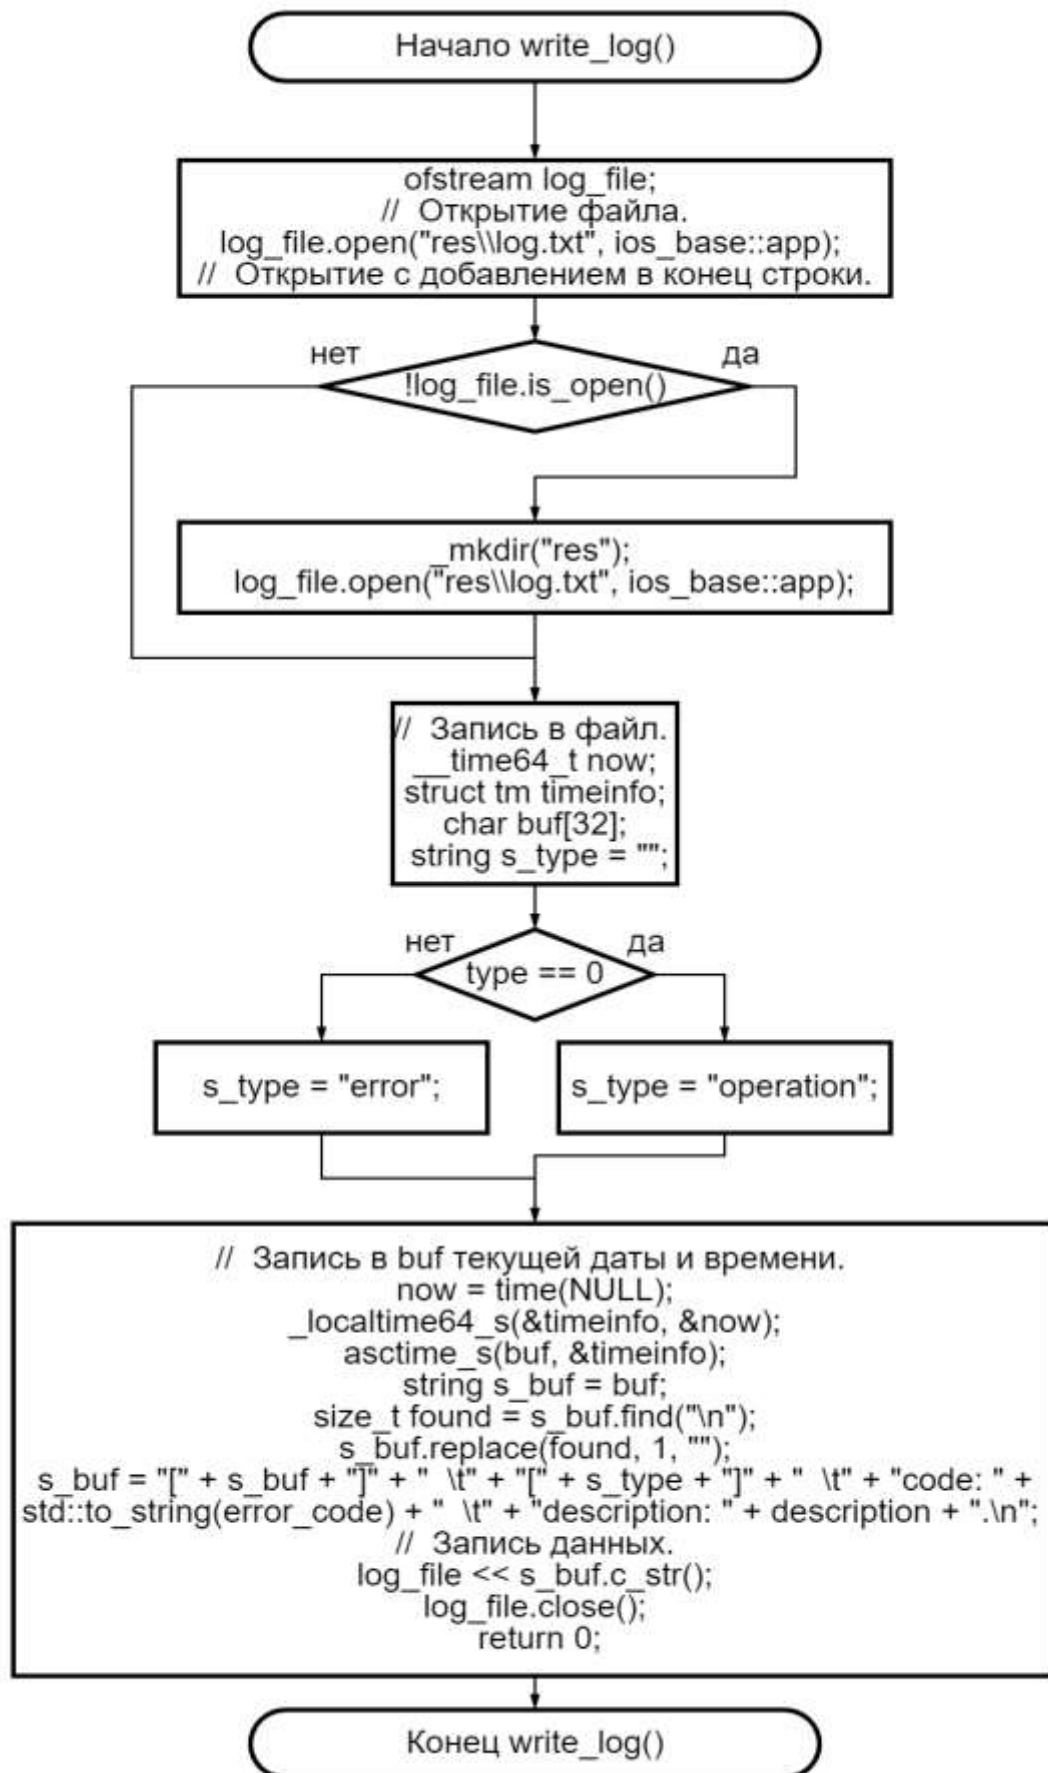 Начало write_log()
ofstream log_file;
//  Открытие файла.
log_file.open("res\\log.txt", ios_base::app);
//  Открытие с добавлением в конец строки.
нет
да
!log_file.is_open()
_mkdir("res");
log_file.open("res\\log.txt", ios_base::app);
//  Запись в файл.
__time64_t now;
struct tm timeinfo;
char buf[32];
string s_type = "";
нет
да
type == 0
s_type = "error";
s_type = "operation";
//  Запись в buf текущей даты и времени.
now = time(NULL);
_localtime64_s(&timeinfo, &now);
asctime_s(buf, &timeinfo);
string s_buf = buf;
size_t found = s_buf.find("\n");
s_buf.replace(found, 1, "");
s_buf = "[" + s_buf + "]" + "  \t" + "[" + s_type + "]" + "  \t" + "code: " +
std::to_string(error_code) + "  \t" + "description: " + description + ".\n";
//  Запись данных.
log_file << s_buf.c_str();
log_file.close();
return 0;
Конец write_log()